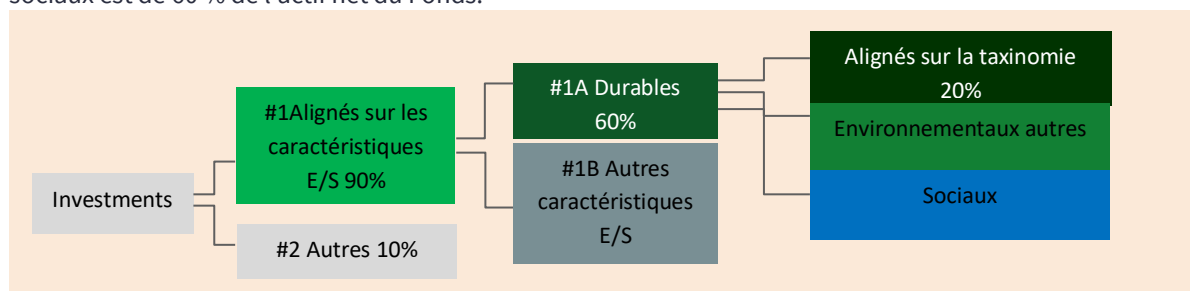 sociaux est de 60 % de l'actif net du Fonds.
Investments
#1Alignés sur les
caractéristiques
E/S 90%
#2 Autres 10%
#1A Durables
60%
#1B Autres
caractéristiques
E/S
Alignés sur la taxinomie
20%
Environnementaux autres
Sociaux